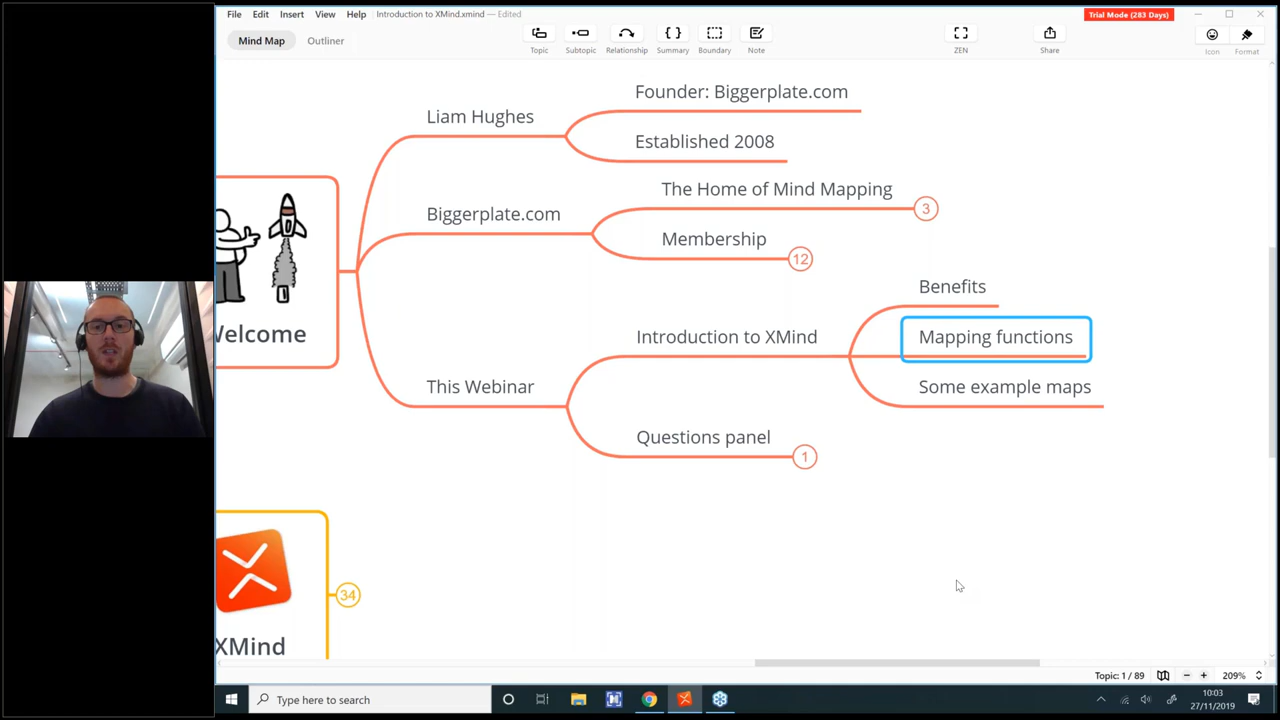 File Edit Insert View Help Introduction to XMind.xmind — Edited Trial Mode (283 Days)
Mind Map Outliner
Topic Subtopic Relationship Summary Boundary Note ZEN Share Icon Format
Founder: Biggerplate.com
Liam Hughes
Established 2008
The Home of Mind Mapping 3
Biggerplate.com
Membership 12
Benefits
Welcome
Introduction to XMind Mapping functions
This Webinar Some example maps
Questions panel 1
34
XMind
Topic: 1 / 89 209%
Type here to search
10:03
27/11/2019